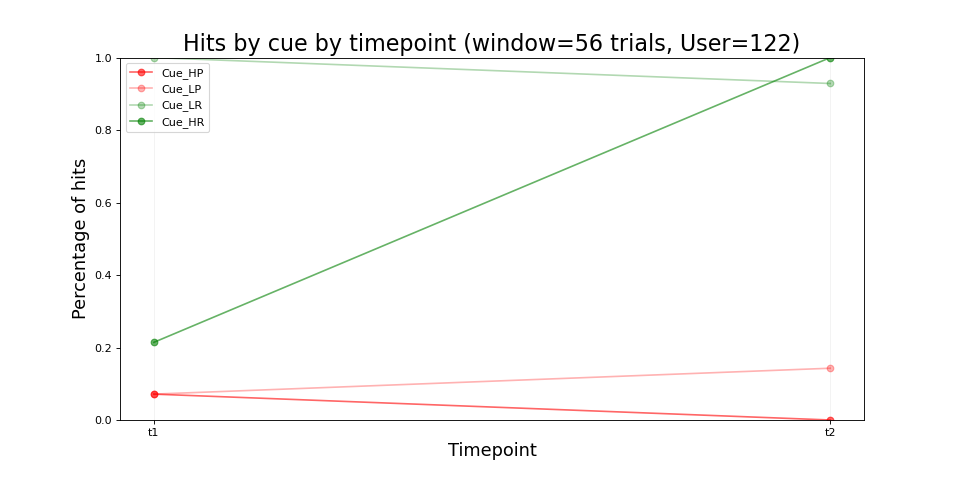 Hits by cue by timepoint (window=56 trials, User=122)
Percentage of hits
1.0
0.8
0.6
0.4
0.2
0.0
Cue_HP
Cue_LP
Cue_LR
Cue_HR
t1
t2
Timepoint